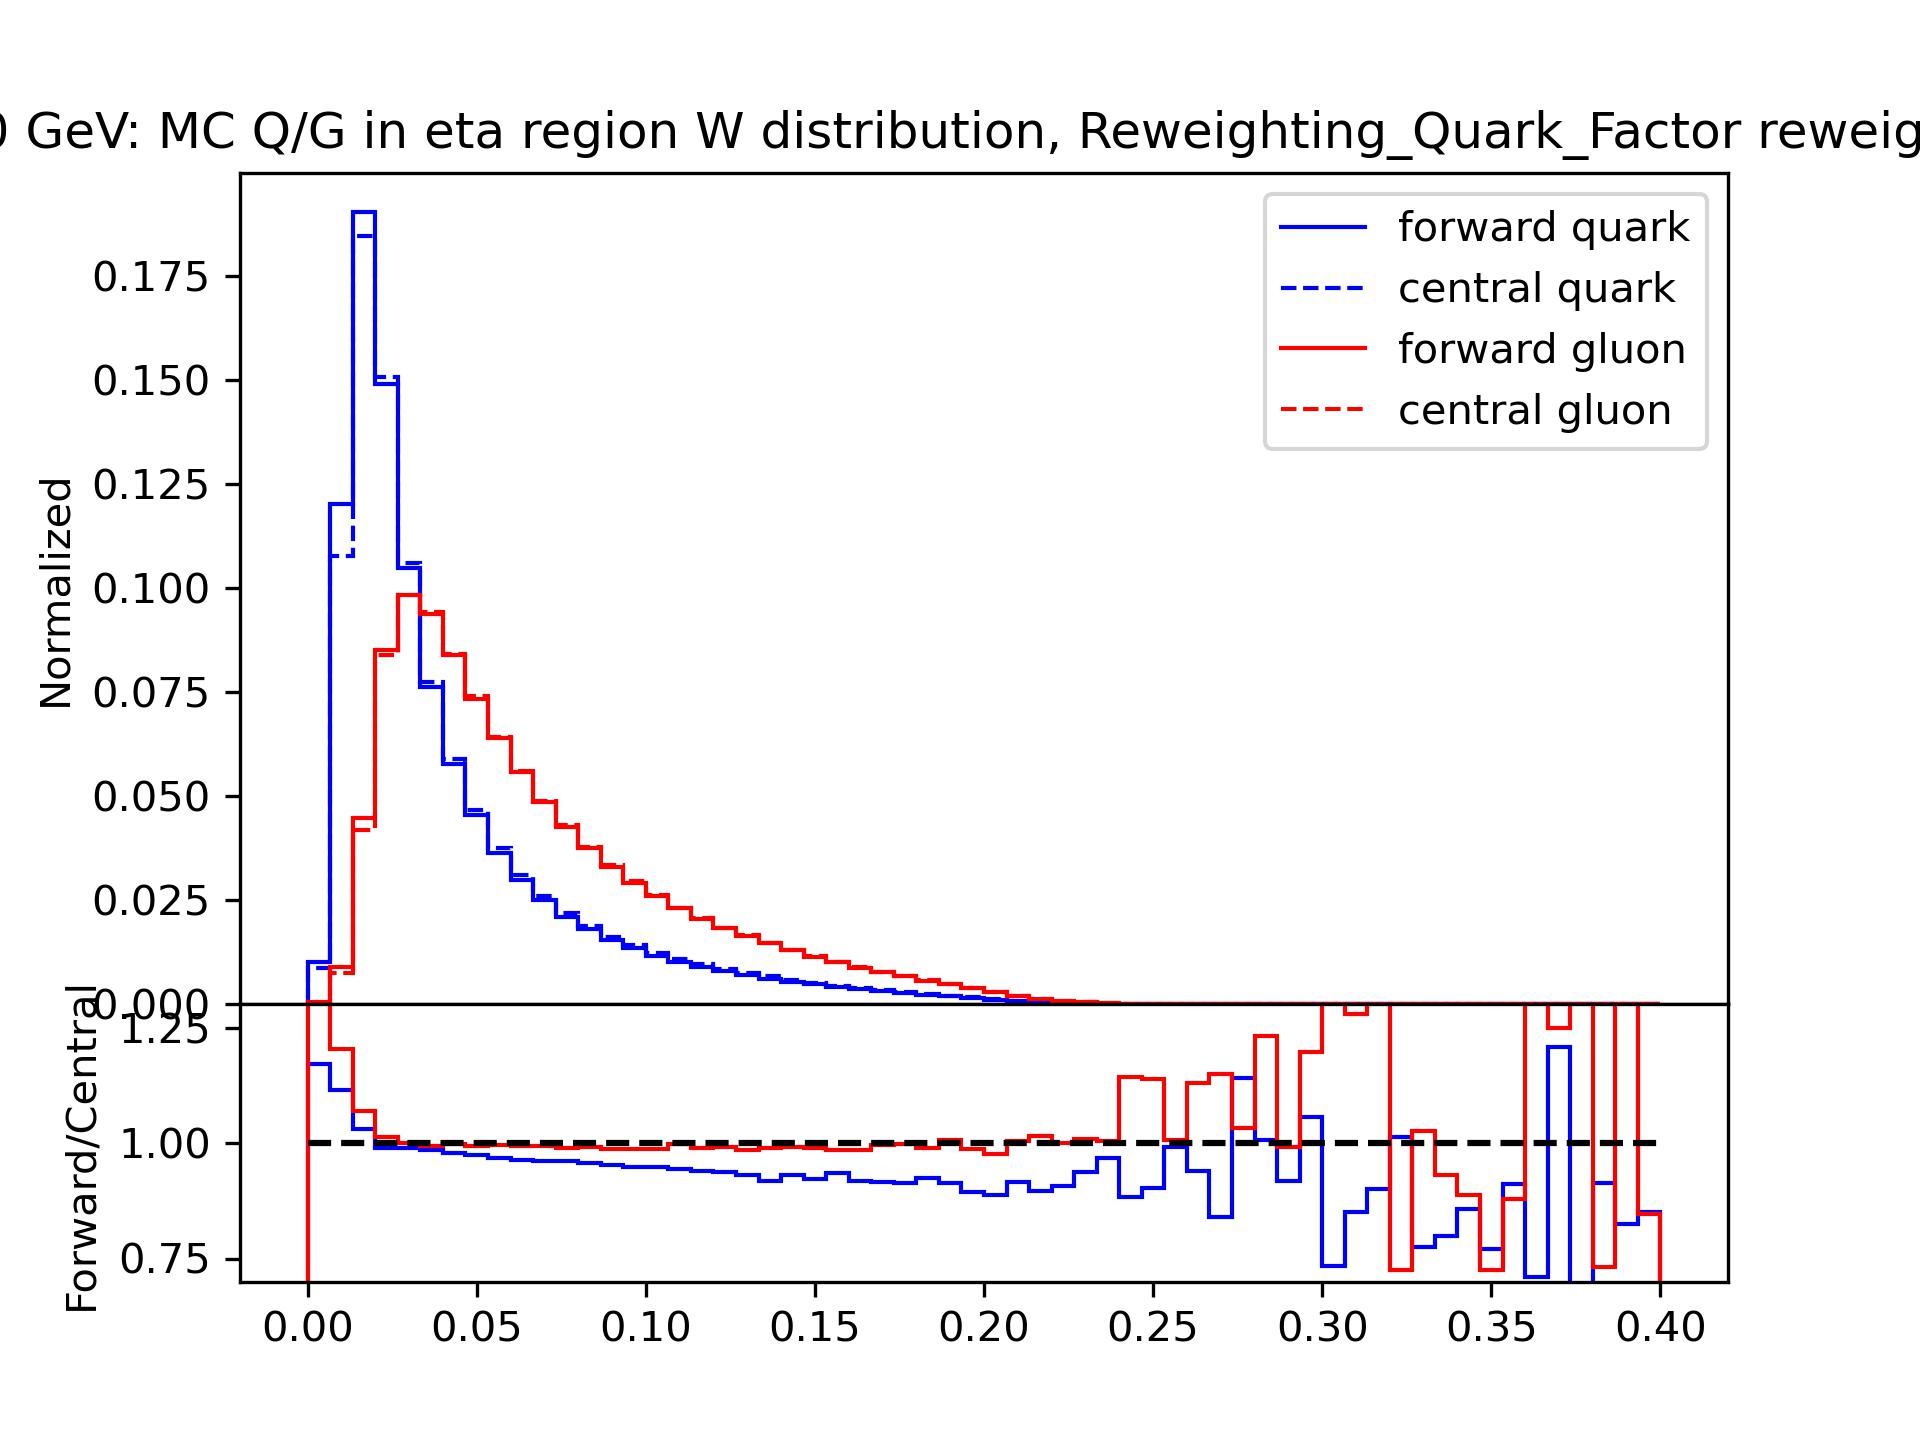 0 GeV: MC Q/G in eta region W distribution, Reweighting_Quark_Factor reweig
forward quark
central quark
forward gluon
central gluon
Normalized
0.175
0.150
0.125
0.100
0.075
0.050
0.025
0.000
Forward/Central
1.25
1.00
0.75
0.00 0.05 0.10 0.15 0.20 0.25 0.30 0.35 0.40